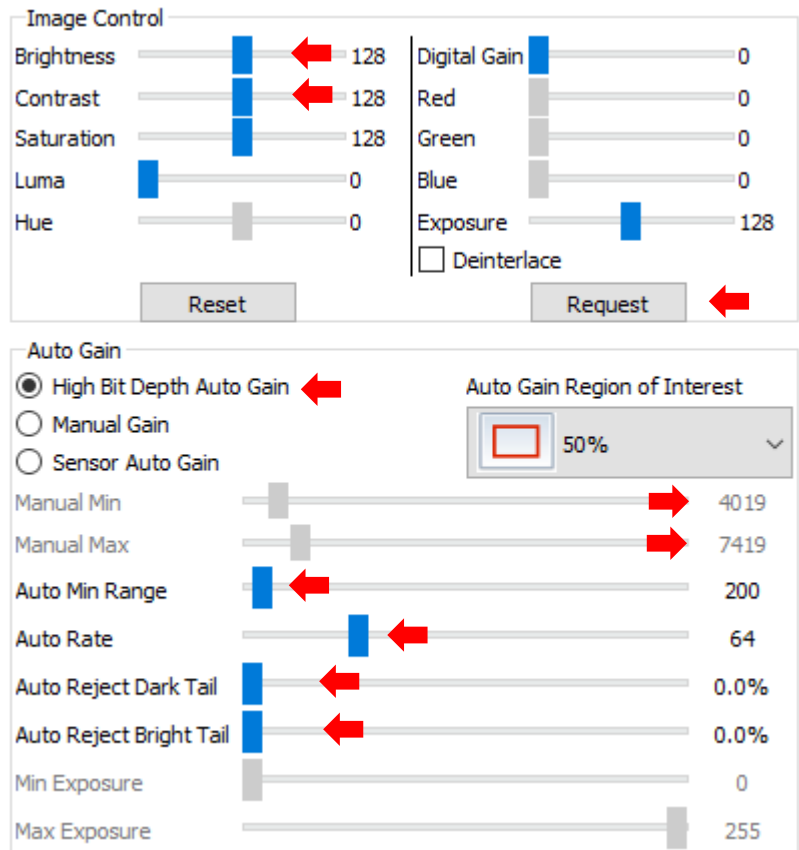 Image Control
Brightness 128 Digital Gain 0
Contrast 128 Red 0
Saturation 128 Green 0
Luma 0 Blue 0
Hue 0 Exposure 128
Deinterlace
Reset Request
Auto Gain
High Bit Depth Auto Gain Auto Gain Region of Interest
Manual Gain 50%
Sensor Auto Gain
Manual Min 4019
Manual Max 7419
Auto Min Range 200
Auto Rate 64
Auto Reject Dark Tail 0.0%
Auto Reject Bright Tail 0.0%
Min Exposure 0
Max Exposure 255